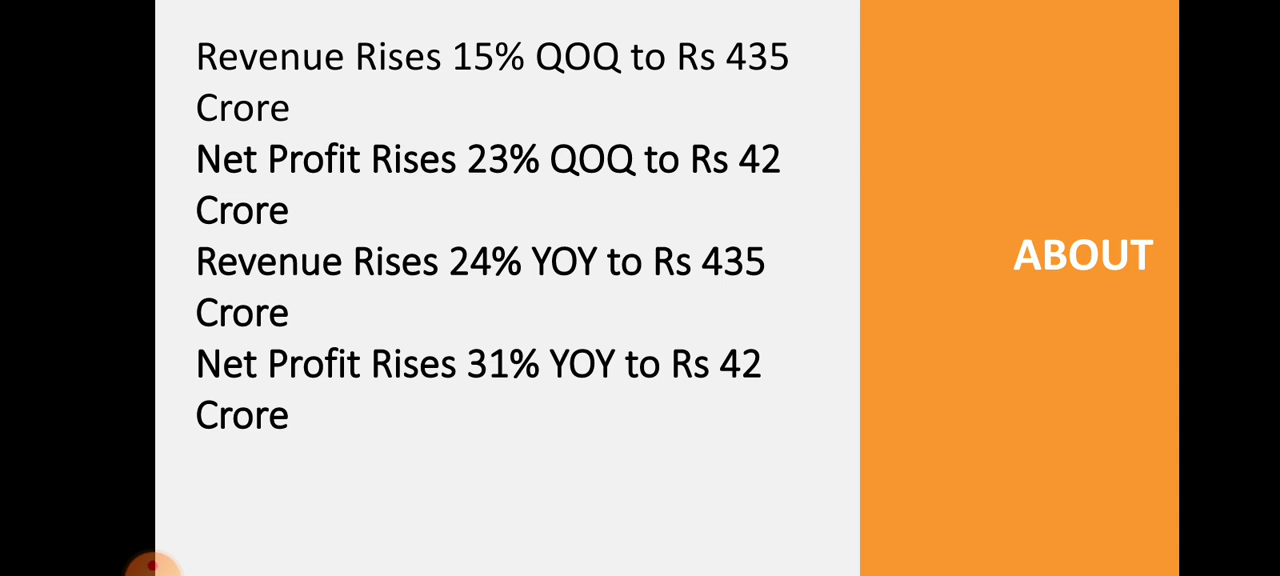 Revenue Rises 15% QOQ to Rs 435
Crore
Net Profit Rises 23% QOQ to Rs 42
Crore
Revenue Rises 24% YOY to Rs 435
Crore
Net Profit Rises 31% YOY to Rs 42
Crore
ABOUT